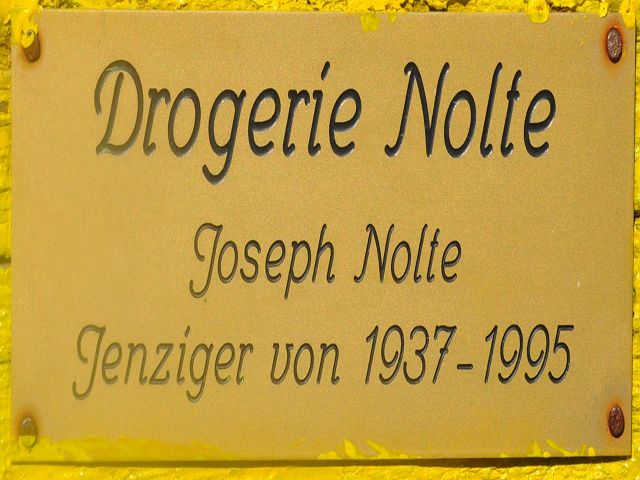 Drogerie Nolte
Joseph Nolte
Jenziger von 1937-1995